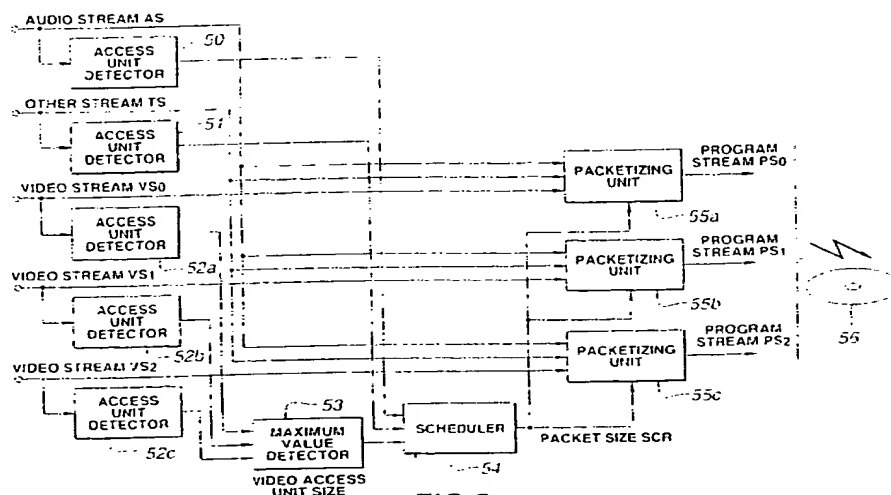 AUDIO STREAM AS
ACCESS
UNIT
DETECTOR
50
OTHER STREAM TS
ACCESS
UNIT
DETECTOR
51
VIDEO STREAM VS0
ACCESS
UNIT
DETECTOR
52a
VIDEO STREAM VS1
ACCESS
UNIT
DETECTOR
52b
VIDEO STREAM VS2
ACCESS
UNIT
DETECTOR
52c
53
MAXIMUM
VALUE
DETECTOR
VIDEO ACCESS
UNIT SIZE
SCHEDULER
54
PACKET SIZE SCR
PACKETIZING
UNIT
55a
PROGRAM
STREAM PS0
PACKETIZING
UNIT
55b
PROGRAM
STREAM PS1
PACKETIZING
UNIT
55c
PROGRAM
STREAM PS2
56